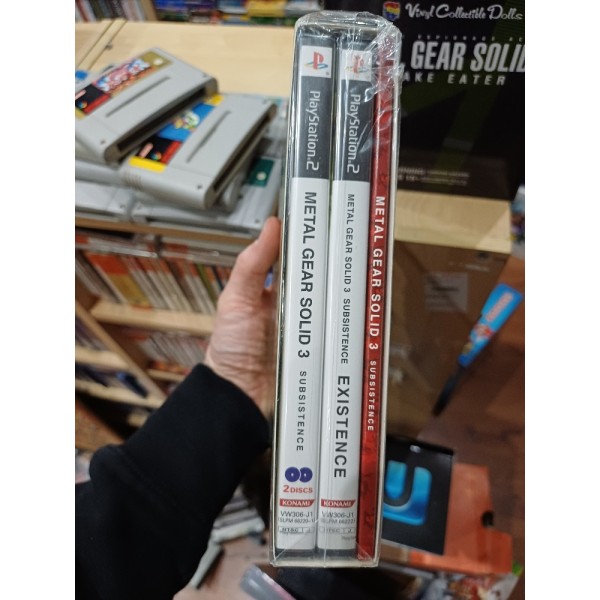 PlayStation.2
METAL GEAR SOLID 3 SUBSISTENCE
2 DISCS
KONAMI
VW306-J1
PlayStation.2
METAL GEAR SOLID 3 SUBSISTENCE EXISTENCE
KONAMI
VW306-J1
METAL GEAR SOLID 3 SUBSISTENCE
Vinyl Collectible Dolls
GEAR SOLID
AKE EATER